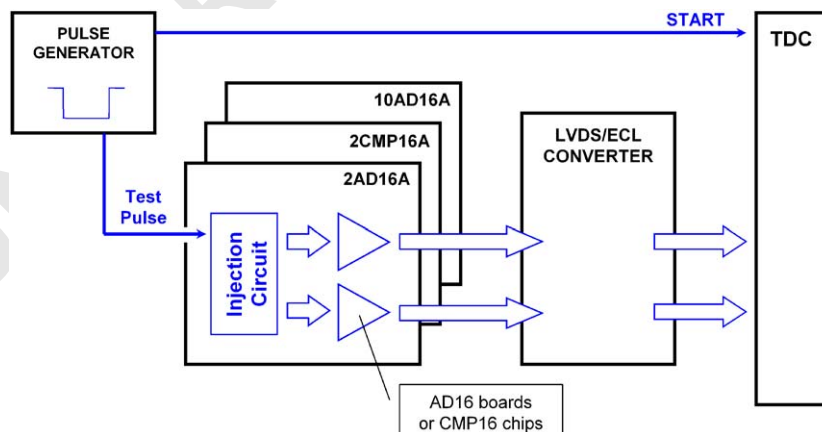 PULSE
GENERATOR
START
TDC
10AD16A
2CMP16A
2AD16A
LVDS/ECL
CONVERTER
Test
Pulse
Injection
Circuit
AD16 boards
or CMP16 chips